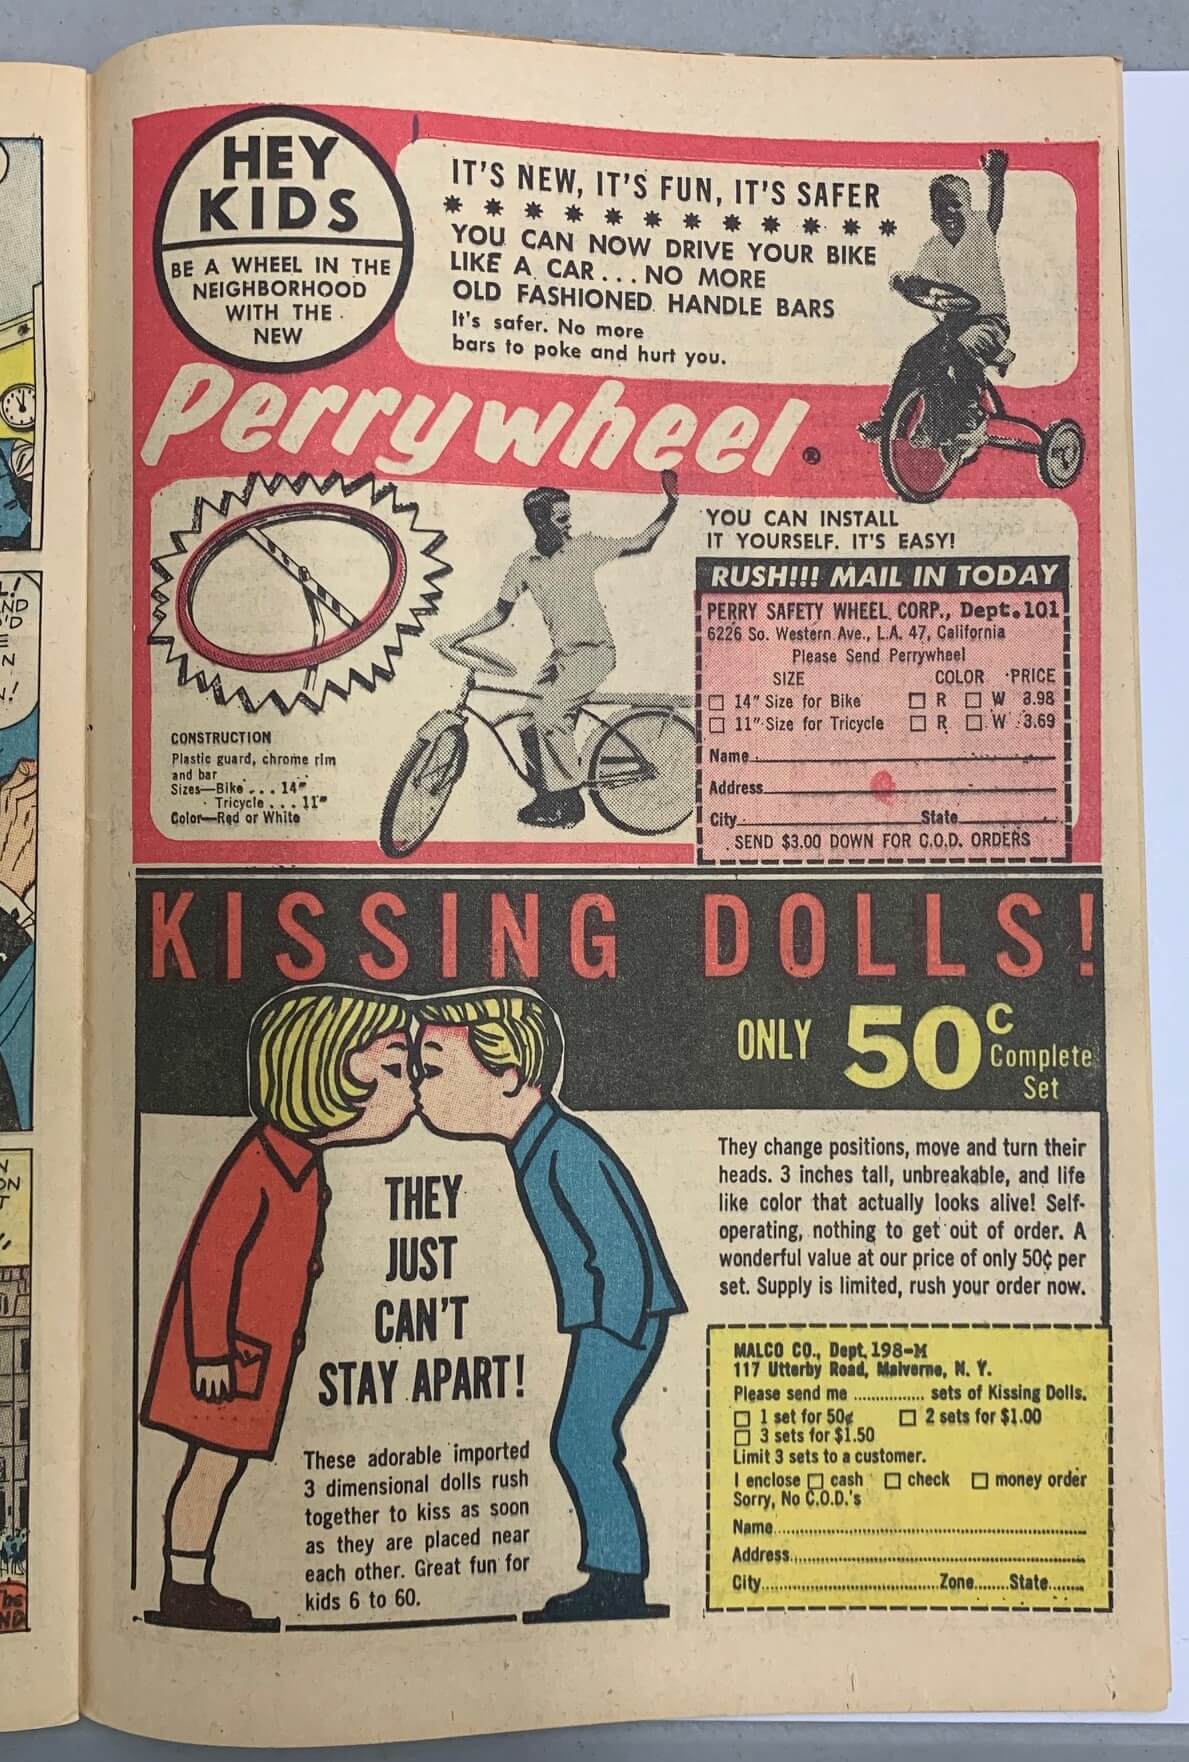 HEY
KIDS
BE A WHEEL IN THE
NEIGHBORHOOD
WITH THE
NEW
IT'S NEW, IT'S FUN, IT'S SAFER
YOU CAN NOW DRIVE YOUR BIKE
LIKE A CAR...NO MORE
OLD FASHIONED HANDLE BARS
It's safer. No more
bars to poke and hurt you.
Perrywheel®
YOU CAN INSTALL
IT YOURSELF. IT'S EASY!
CONSTRUCTION
Plastic guard, chrome rim
and bar
Sizes—Bike...14"
Tricycle...11"
Color—Red or White
RUSH!!! MAIL IN TODAY
PERRY SAFETY WHEEL CORP., Dept.101
6226 So. Western Ave., L.A. 47, California
Please Send Perrywheel
SIZE COLOR PRICE
14" Size for Bike R W 3.98
11" Size for Tricycle R W 3.69
Name
Address
City State
SEND $3.00 DOWN FOR C.O.D. ORDERS
KISSING DOLLS!
ONLY 50¢ Complete
Set
THEY
JUST
CAN'T
STAY APART!
These adorable imported
3 dimensional dolls rush
together to kiss as soon
as they are placed near
each other. Great fun for
kids 6 to 60.
They change positions, move and turn their
heads. 3 inches tall, unbreakable, and life
like color that actually looks alive! Self-
operating, nothing to get out of order. A
wonderful value at our price of only 50¢ per
set. Supply is limited, rush your order now.
MALCO CO., Dept. 198-M
117 Utterby Road, Malverne, N. Y.
Please send me ............... sets of Kissing Dolls.
1 set for 50¢ 2 sets for $1.00
3 sets for $1.50
Limit 3 sets to a customer.
I enclose cash check money order
Sorry, No C.O.D.'s
Name
Address
City Zone State